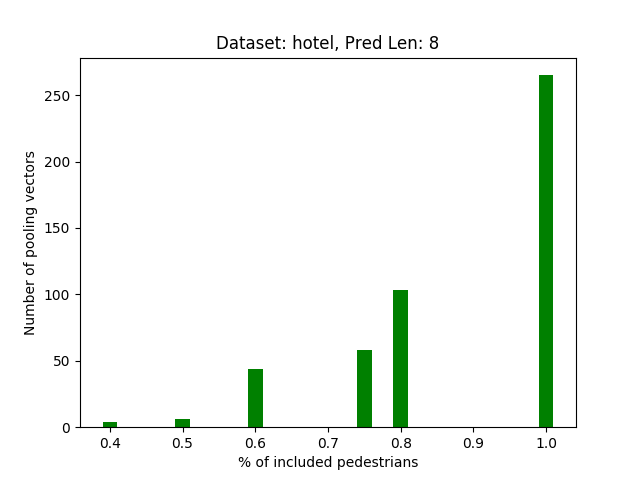 Dataset: hotel, Pred Len: 8
Number of pooling vectors
250
200
150
100
50
0
0.4 0.5 0.6 0.7 0.8 0.9 1.0
% of included pedestrians